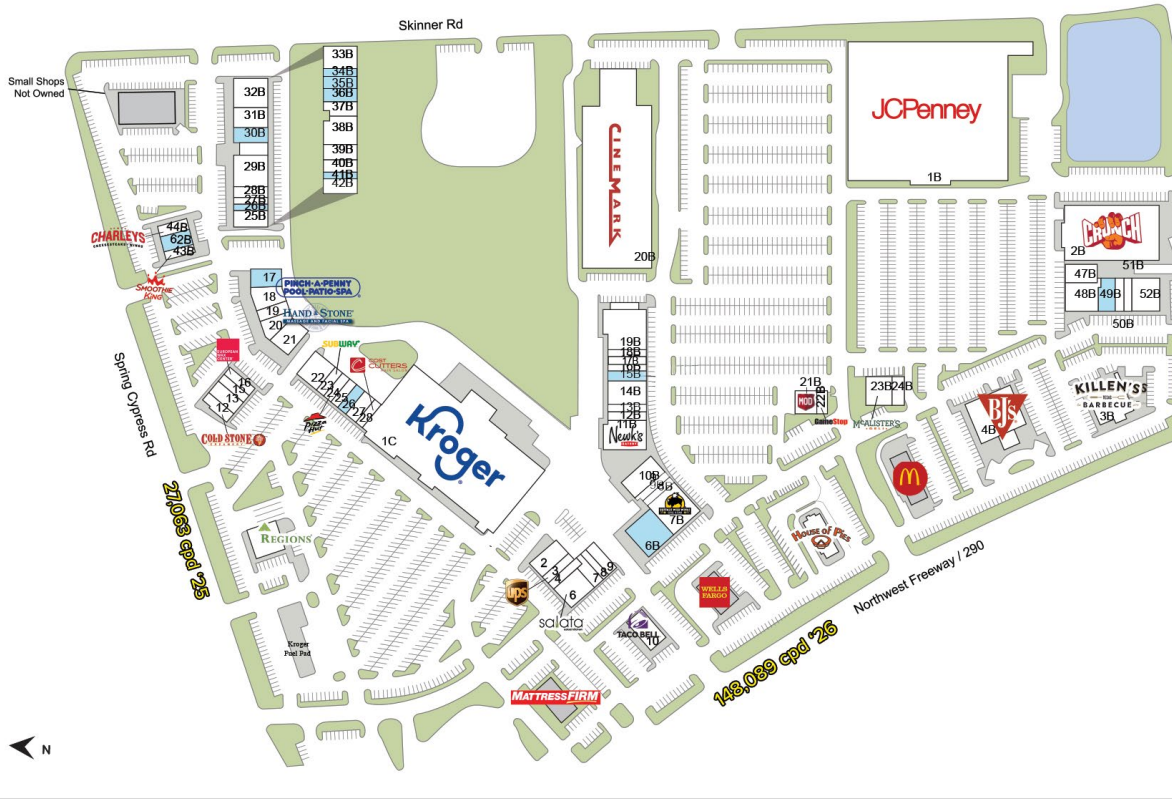 Skinner Rd
Small Shops
Not Owned
33B
34B
35B
36B
37B
38B
39B
40B
41B
42B
32B
31B
30B
29B
28B
27B
26B
25B
CINEMARK
20B
JCPenney
1B
CHARLEYS
44B
62B
43B
SMOOTHIE
KING
CRUNCH
2B
51B
47B
48B
49B
52B
50B
17
18
19
20
21
PINCH·A·PENNY
POOL·PATIO·SPA
HAND & STONE
MASSAGE AND FACIAL SPA
SUBWAY
COST
CUTTERS
16
15
13
12
COLD STONE
22
23
24
25
26
27
28
Pizza
Hut
1C
Kroger
19B
18B
17B
16B
15B
14B
13B
12B
11B
Newk's
10B
9B
8B
7B
6B
21B
22B
MOD
GameStop
23B
24B
McALISTER'S
KILLEN'S
BARBECUE
3B
BJ's
4B
HOUSE OF PIES
Spring Cypress Rd
27,063 cpd '25
REGIONS
Kroger
Fuel Pad
2
3
4
6
7
8
9
ups
salata
TACO BELL
10
WELLS
FARGO
MATTRESSFIRM
Northwest Freeway / 290
148,089 cpd '26
N